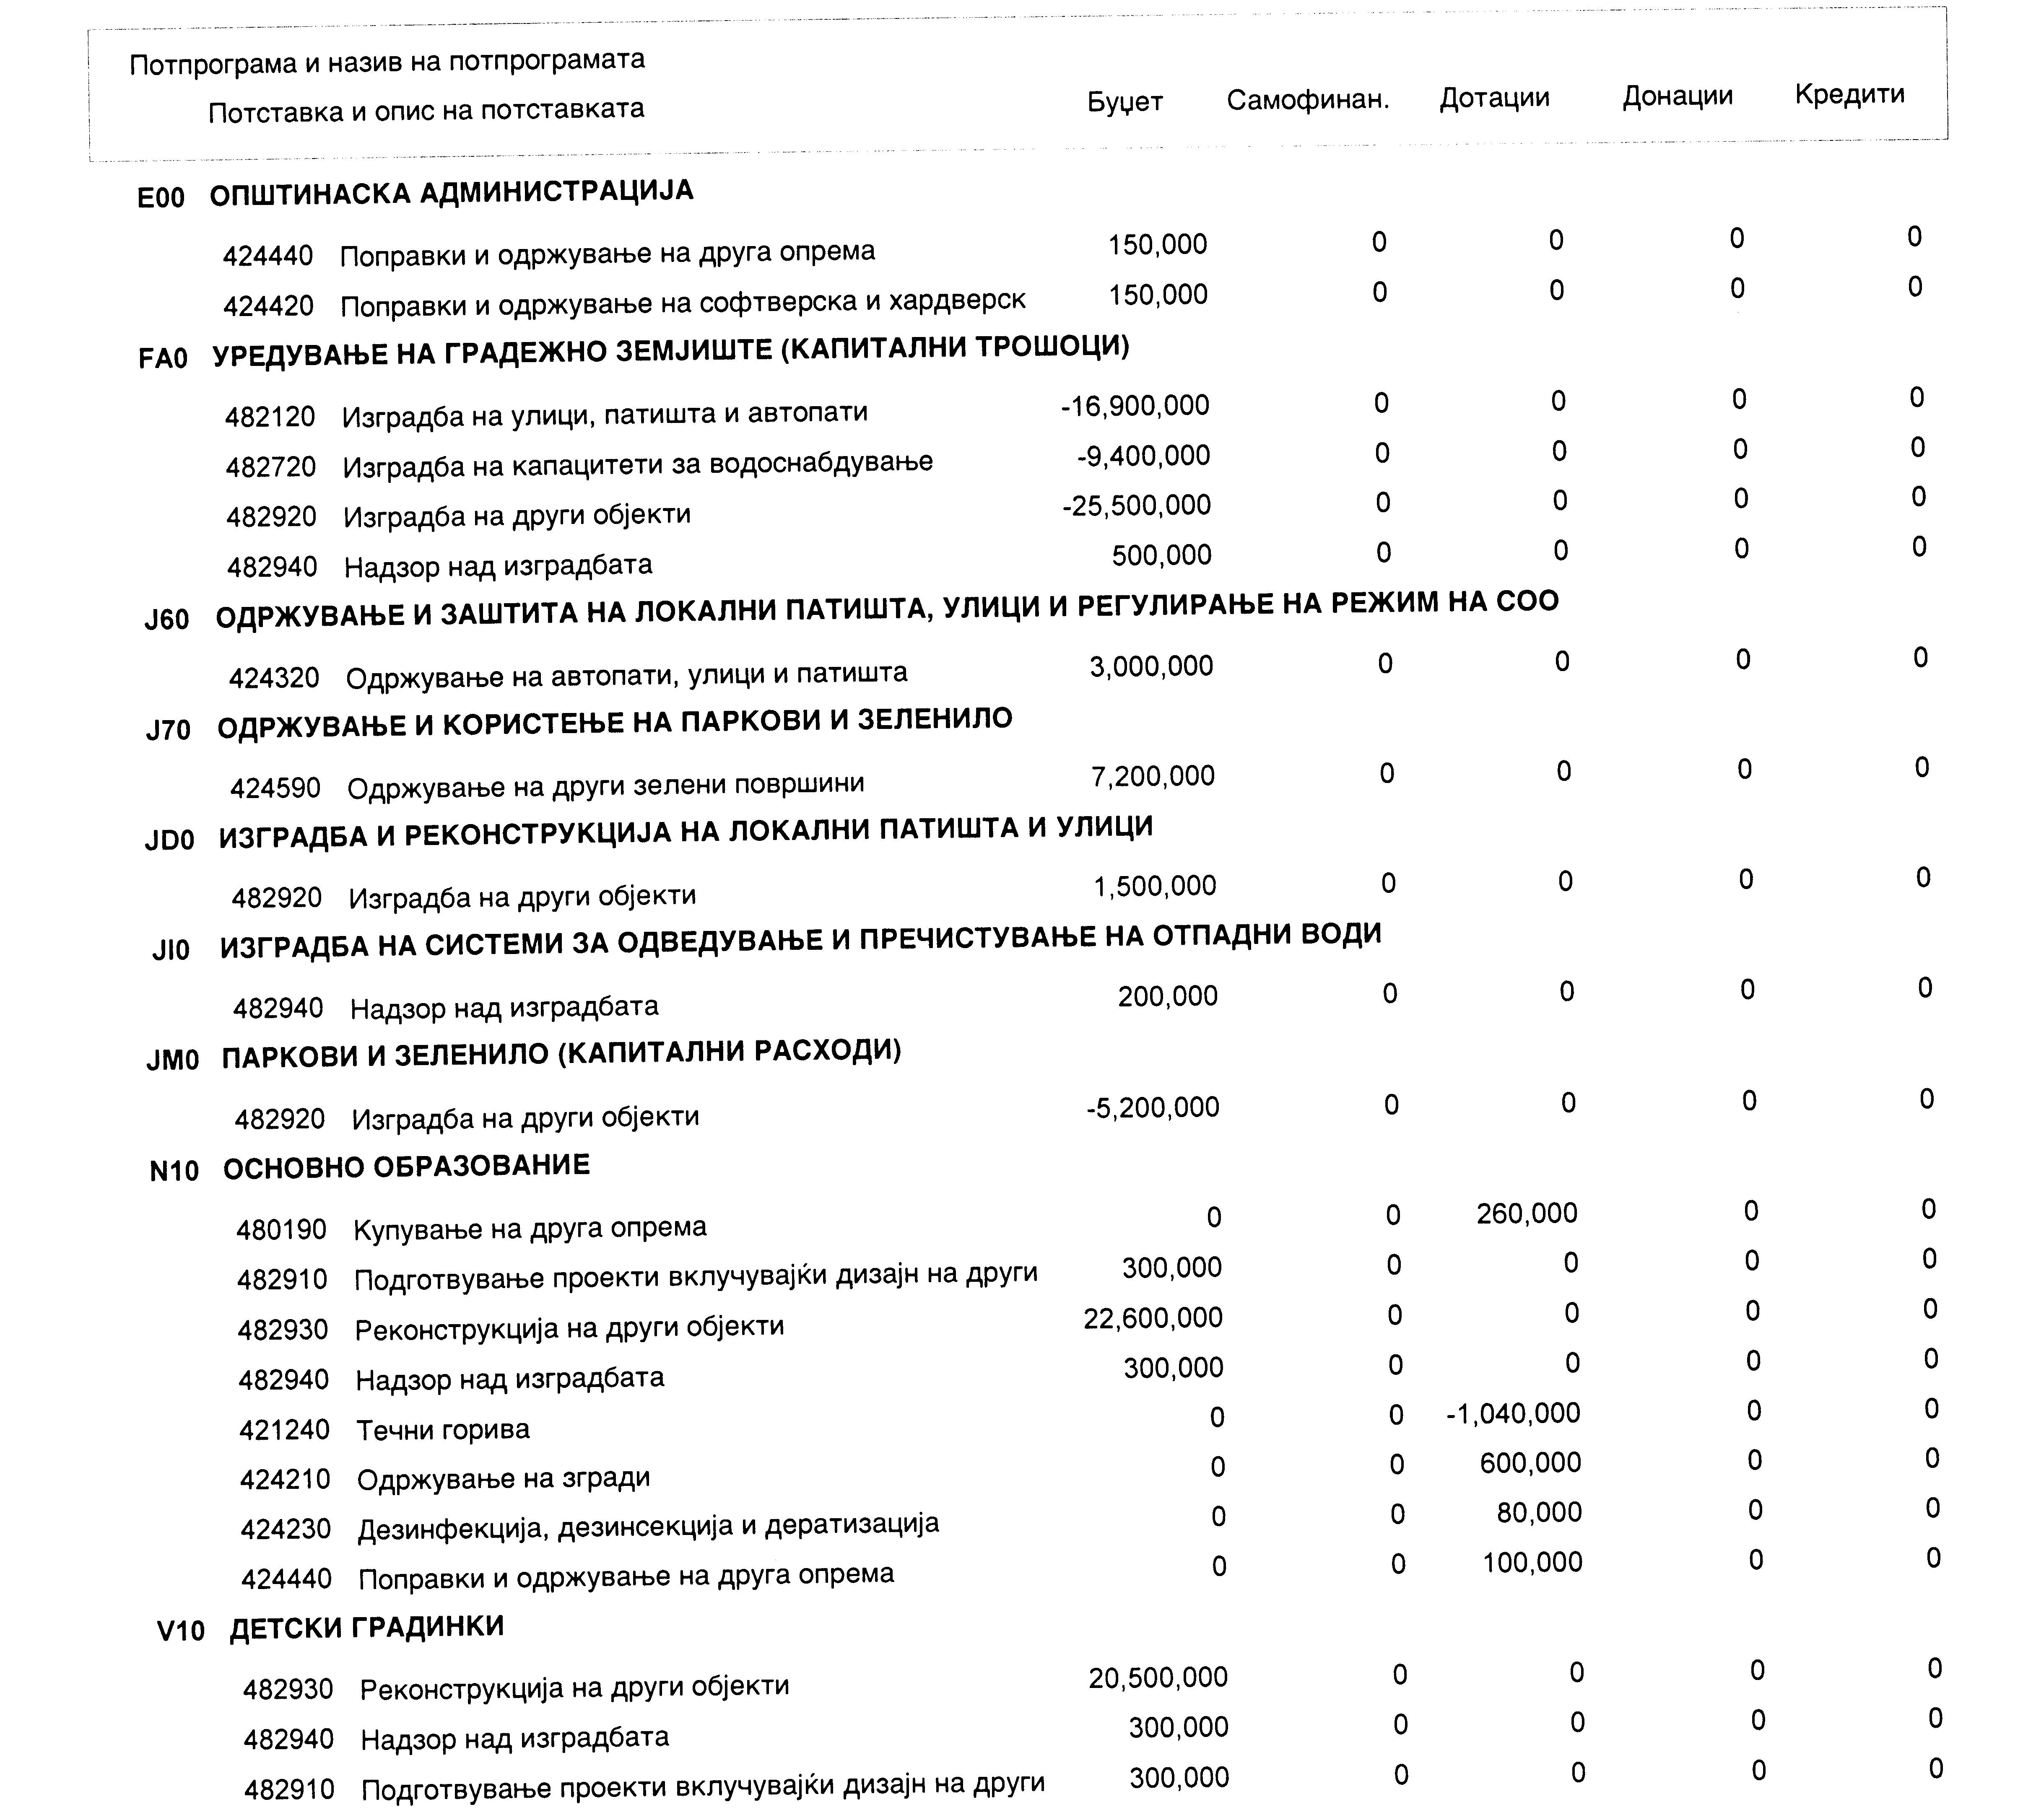 Потпрограма и назив на потпрограмата
Потставка и опис на потставката Буџет Самофинан. Дотации Донации Кредити
E00 ОПШТИНАСКА АДМИНИСТРАЦИЈА
424440 Поправки и одржување на друга опрема 150,000 0 0 0 0
424420 Поправки и одржување на софтверска и хардверск 150,000 0 0 0 0
FA0 УРЕДУВАЊЕ НА ГРАДЕЖНО ЗЕМЈИШТЕ (КАПИТАЛНИ ТРОШОЦИ)
482120 Изградба на улици, патишта и автопати -16,900,000 0 0 0 0
482720 Изградба на капацитети за водоснабдување -9,400,000 0 0 0 0
482920 Изградба на други објекти -25,500,000 0 0 0 0
482940 Надзор над изградбата 500,000 0 0 0 0
J60 ОДРЖУВАЊЕ И ЗАШТИТА НА ЛОКАЛНИ ПАТИШТА, УЛИЦИ И РЕГУЛИРАЊЕ НА РЕЖИМ НА СОО
424320 Одржување на автопати, улици и патишта 3,000,000 0 0 0 0
J70 ОДРЖУВАЊЕ И КОРИСТЕЊЕ НА ПАРКОВИ И ЗЕЛЕНИЛО
424590 Одржување на други зелени површини 7,200,000 0 0 0 0
JD0 ИЗГРАДБА И РЕКОНСТРУКЦИЈА НА ЛОКАЛНИ ПАТИШТА И УЛИЦИ
482920 Изградба на други објекти 1,500,000 0 0 0 0
JI0 ИЗГРАДБА НА СИСТЕМИ ЗА ОДВЕДУВАЊЕ И ПРЕЧИСТУВАЊЕ НА ОТПАДНИ ВОДИ
482940 Надзор над изградбата 200,000 0 0 0 0
JM0 ПАРКОВИ И ЗЕЛЕНИЛО (КАПИТАЛНИ РАСХОДИ)
482920 Изградба на други објекти -5,200,000 0 0 0 0
N10 ОСНОВНО ОБРАЗОВАНИЕ
480190 Купување на друга опрема 0 0 260,000 0 0
482910 Подготвување проекти вклучувајќи дизајн на други 300,000 0 0 0 0
482930 Реконструкција на други објекти 22,600,000 0 0 0 0
482940 Надзор над изградбата 300,000 0 0 0 0
421240 Течни горива 0 0 -1,040,000 0 0
424210 Одржување на згради 0 0 600,000 0 0
424230 Дезинфекција, дезинсекција и дератизација 0 0 80,000 0 0
424440 Поправки и одржување на друга опрема 0 0 100,000 0 0
V10 ДЕТСКИ ГРАДИНКИ
482930 Реконструкција на други објекти 20,500,000 0 0 0 0
482940 Надзор над изградбата 300,000 0 0 0 0
482910 Подготвување проекти вклучувајќи дизајн на други 300,000 0 0 0 0